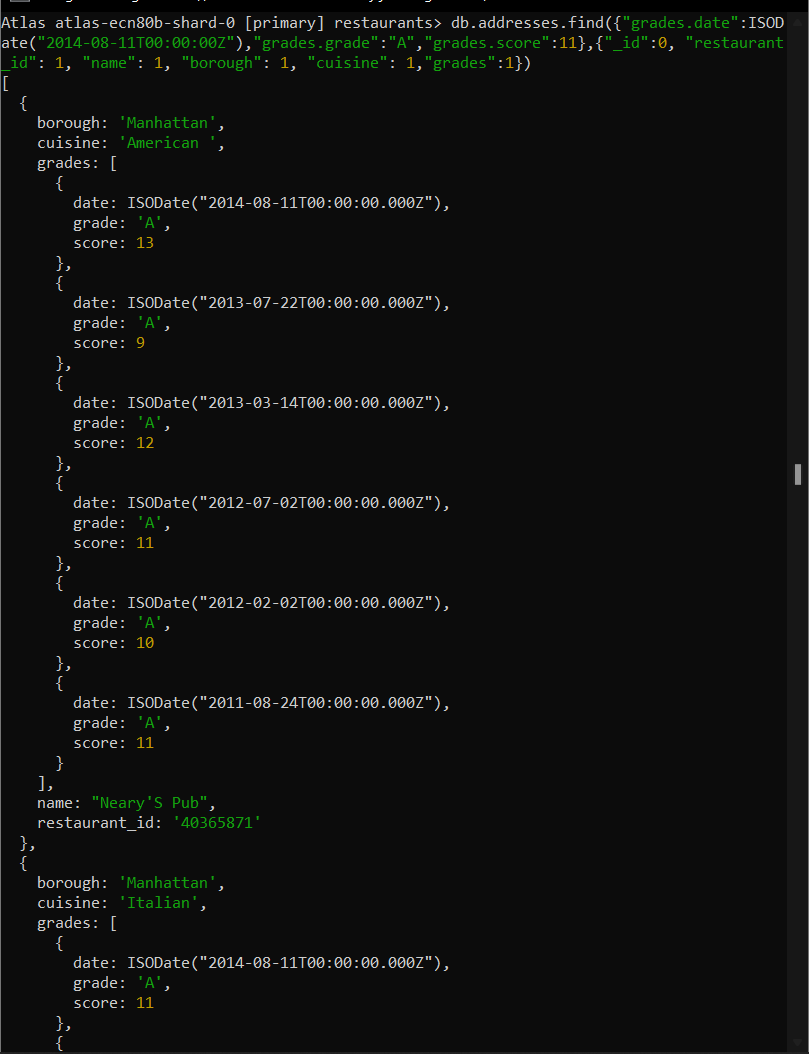 Atlas atlas-ecn80b-shard-0 [primary] restaurants> db.addresses.find({"grades.date":ISOD
ate("2014-08-11T00:00:00Z"),"grades.grade":"A","grades.score":11},{"_id":0, "restaurant
_id": 1, "name": 1, "borough": 1, "cuisine": 1,"grades":1})
[
  {
    borough: 'Manhattan',
    cuisine: 'American ',
    grades: [
      {
        date: ISODate("2014-08-11T00:00:00.000Z"),
        grade: 'A',
        score: 13
      },
      {
        date: ISODate("2013-07-22T00:00:00.000Z"),
        grade: 'A',
        score: 9
      },
      {
        date: ISODate("2013-03-14T00:00:00.000Z"),
        grade: 'A',
        score: 12
      },
      {
        date: ISODate("2012-07-02T00:00:00.000Z"),
        grade: 'A',
        score: 11
      },
      {
        date: ISODate("2012-02-02T00:00:00.000Z"),
        grade: 'A',
        score: 10
      },
      {
        date: ISODate("2011-08-24T00:00:00.000Z"),
        grade: 'A',
        score: 11
      }
    ],
    name: "Neary'S Pub",
    restaurant_id: '40365871'
  },
  {
    borough: 'Manhattan',
    cuisine: 'Italian',
    grades: [
      {
        date: ISODate("2014-08-11T00:00:00.000Z"),
        grade: 'A',
        score: 11
      },
      {